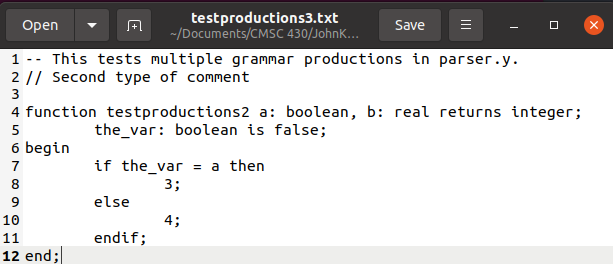 Open testproductions3.txt Save
~/Documents/CMSC 430/JohnK...
1 -- This tests multiple grammar productions in parser.y.
2 // Second type of comment
3
4 function testproductions2 a: boolean, b: real returns integer;
5         the_var: boolean is false;
6 begin
7         if the_var = a then
8                 3;
9         else
10                 4;
11         endif;
12 end;